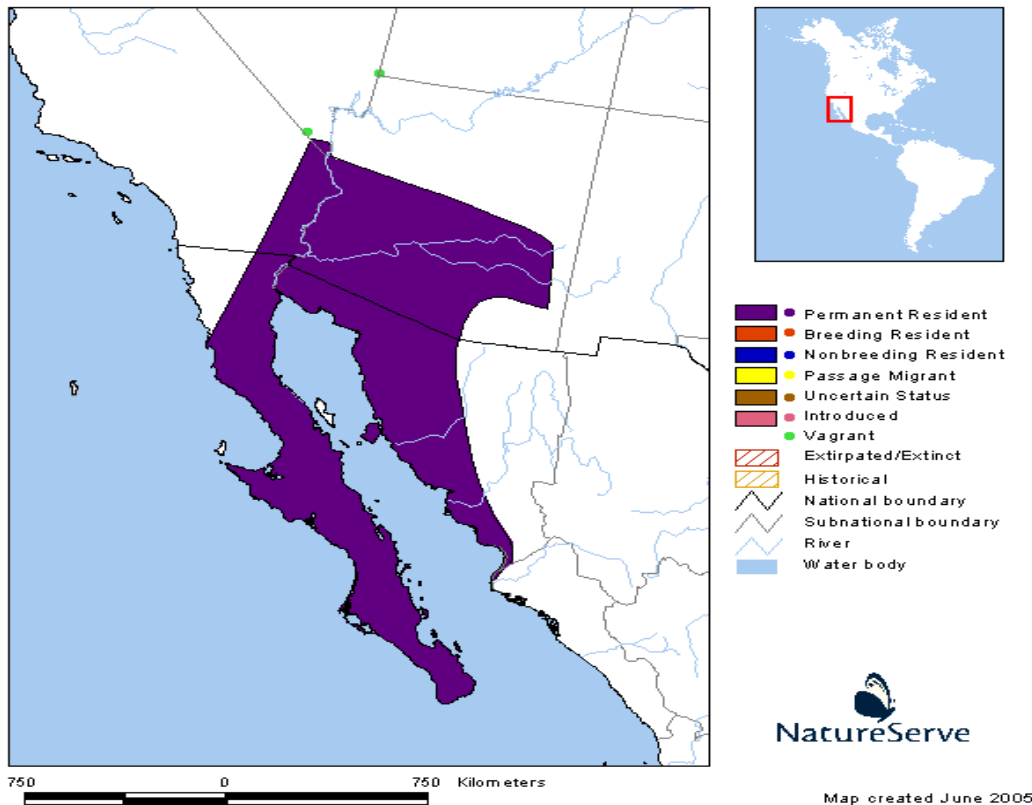 Permanent Resident
Breeding Resident
Nonbreeding Resident
Passage Migrant
Uncertain Status
Introduced
Vagrant
Extirpated/Extinct
Historical
National boundary
Subnational boundary
River
Water body
NatureServe
750 0 750 Kilometers
Map created June 2005